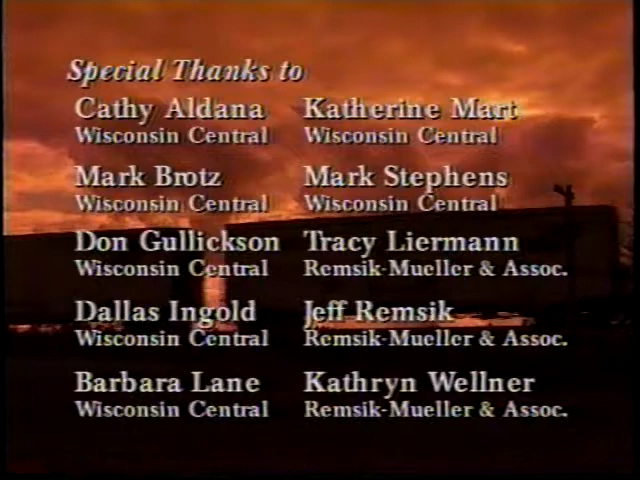 Special Thanks to
Cathy Aldana
Wisconsin Central
Mark Brotz
Wisconsin Central
Don Gullickson
Wisconsin Central
Dallas Ingold
Wisconsin Central
Barbara Lane
Wisconsin Central
Katherine Mart
Wisconsin Central
Mark Stephens
Wisconsin Central
Tracy Liermann
Remsik-Mueller & Assoc.
Jeff Remsik
Remsik-Mueller & Assoc.
Kathryn Wellner
Remsik-Mueller & Assoc.